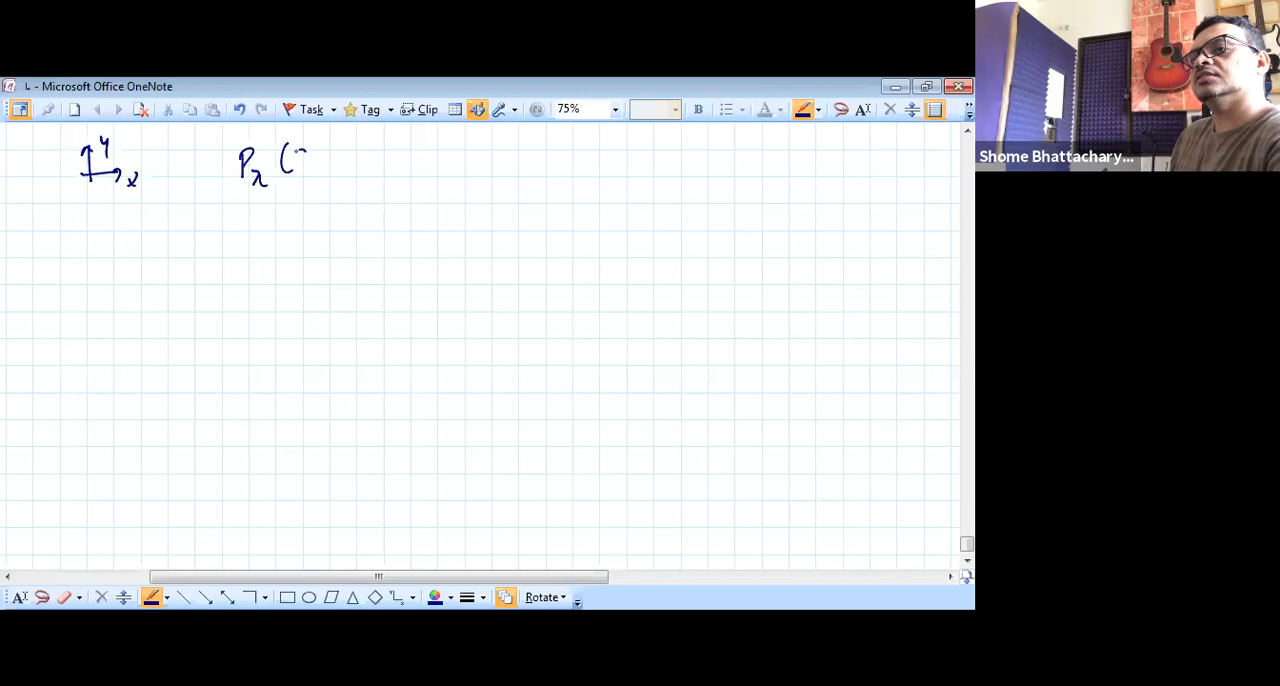 ও - Microsoft Office OneNote
Task Tag Clip 75% B A
y Px (
x
Shome Bhattachary...
Rotate